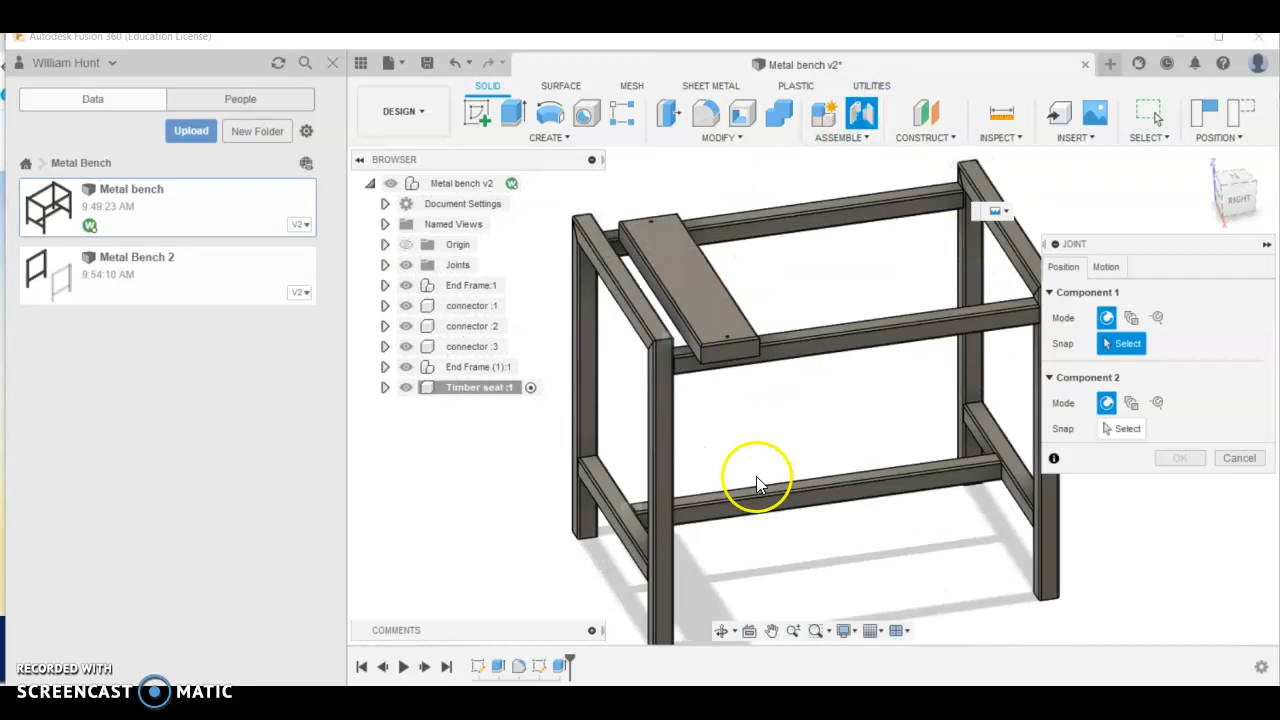 Autodesk Fusion 360 (Education License)
William Hunt
Metal bench v2*
Data People
SOLID SURFACE MESH SHEET METAL PLASTIC UTILITIES
DESIGN
Upload New Folder
CREATE MODIFY ASSEMBLE CONSTRUCT INSPECT INSERT SELECT POSITION
Metal Bench
BROWSER
Metal bench
9:49:23 AM
V2
Metal Bench 2
9:54:10 AM
V2
Metal bench v2
Document Settings
Named Views
Origin
Joints
End Frame:1
connector :1
connector :2
connector :3
End Frame (1):1
Timber seat :1
Z
RIGHT
JOINT
Position Motion
Component 1
Mode
Snap Select
Component 2
Mode
Snap Select
OK Cancel
COMMENTS
RECORDED WITH
SCREENCAST MATIC